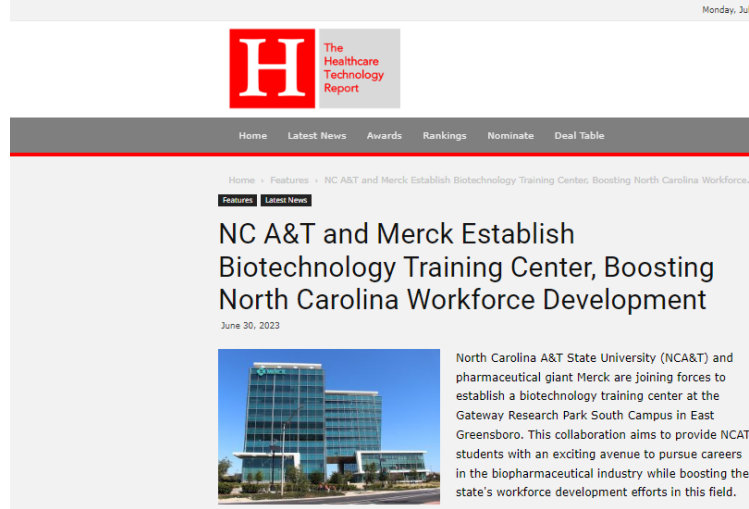 Monday, Jul
H
The
Healthcare
Technology
Report
Home Latest News Awards Rankings Nominate Deal Table
Home › Features › NC A&T and Merck Establish Biotechnology Training Center, Boosting North Carolina Workforce
Features Latest News
NC A&T and Merck Establish
Biotechnology Training Center, Boosting
North Carolina Workforce Development
June 30, 2023
MERCK
North Carolina A&T State University (NCA&T) and
pharmaceutical giant Merck are joining forces to
establish a biotechnology training center at the
Gateway Research Park South Campus in East
Greensboro. This collaboration aims to provide NCAT
students with an exciting avenue to pursue careers
in the biopharmaceutical industry while boosting the
state's workforce development efforts in this field.